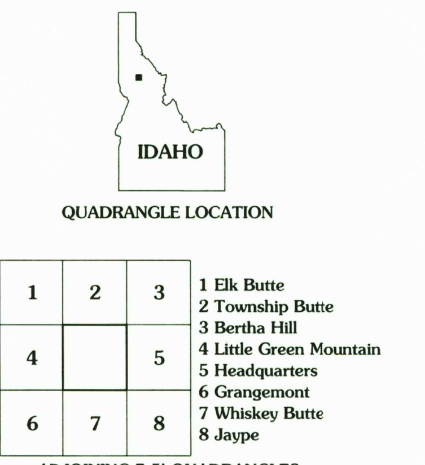 IDAHO
QUADRANGLE LOCATION
1 2 3
4 5
6 7 8
1 Elk Butte
2 Township Butte
3 Bertha Hill
4 Little Green Mountain
5 Headquarters
6 Grangemont
7 Whiskey Butte
8 Jaype